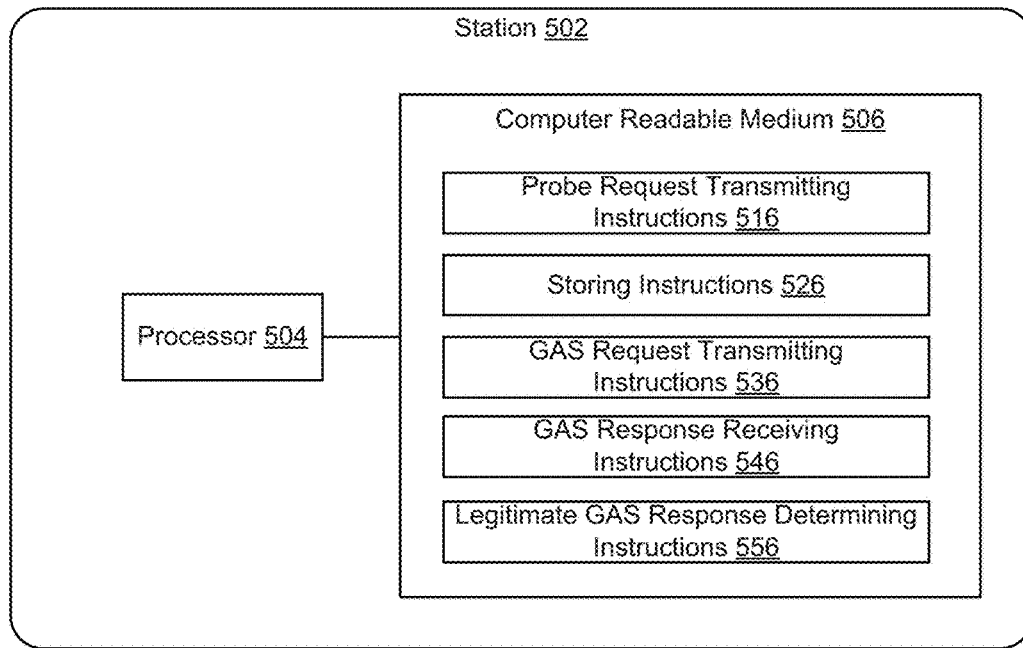 Station 502
Computer Readable Medium 506
Probe Request Transmitting
Instructions 516
Storing Instructions 526
Processor 504
GAS Request Transmitting
Instructions 536
GAS Response Receiving
Instructions 546
Legitimate GAS Response Determining
Instructions 556